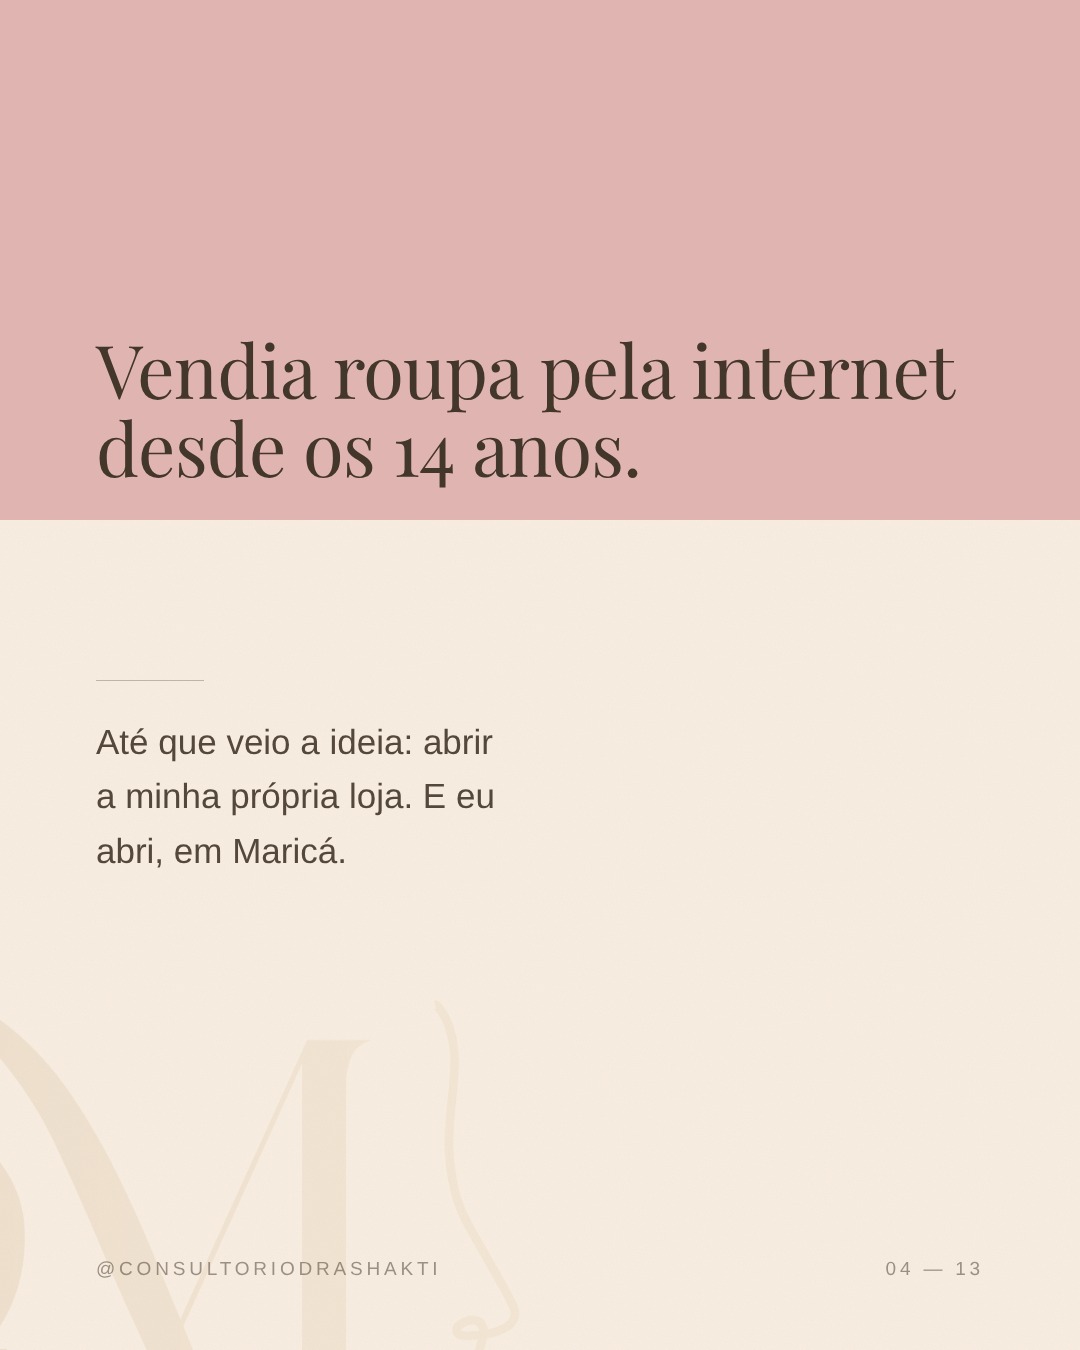 Vendia roupa pela internet
desde os 14 anos.
Até que veio a ideia: abrir
a minha própria loja. E eu
abri, em Maricá.
@CONSULTORIODRASHAKTI
04 — 13